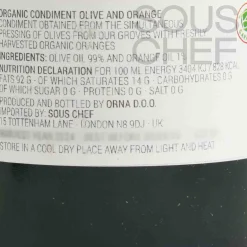 SOUS
CHEF
ORGANIC CONDIMENT OLIVE AND ORANGE
CONDIMENT OBTAINED FROM THE SIMULTANEOUS
PRESSING OF OLIVES FROM OUR GROVES WITH FRESHLY
HARVESTED ORGANIC ORANGES
INGREDIENTS: OLIVE OIL 99% AND ORANGE OIL 1%
NUTRITION DECLARATION FOR 100 ML ENERGY 3404 KJ / 828 KCAL
FATS 92 G - OF WHICH SATURATES 14 G - CARBOHYDRATES 0 G
OF WHICH SUGAR 0 G - PROTEINS 0 G - SALT 0 G
PRODUCED AND BOTTLED BY ORNA D.O.O.
IMPORTED BY SOUS CHEF
TOTTENHAM LANE - LONDON N8 9DJ - UK
STORE IN A COOL DRY PLACE AWAY FROM LIGHT AND HEAT